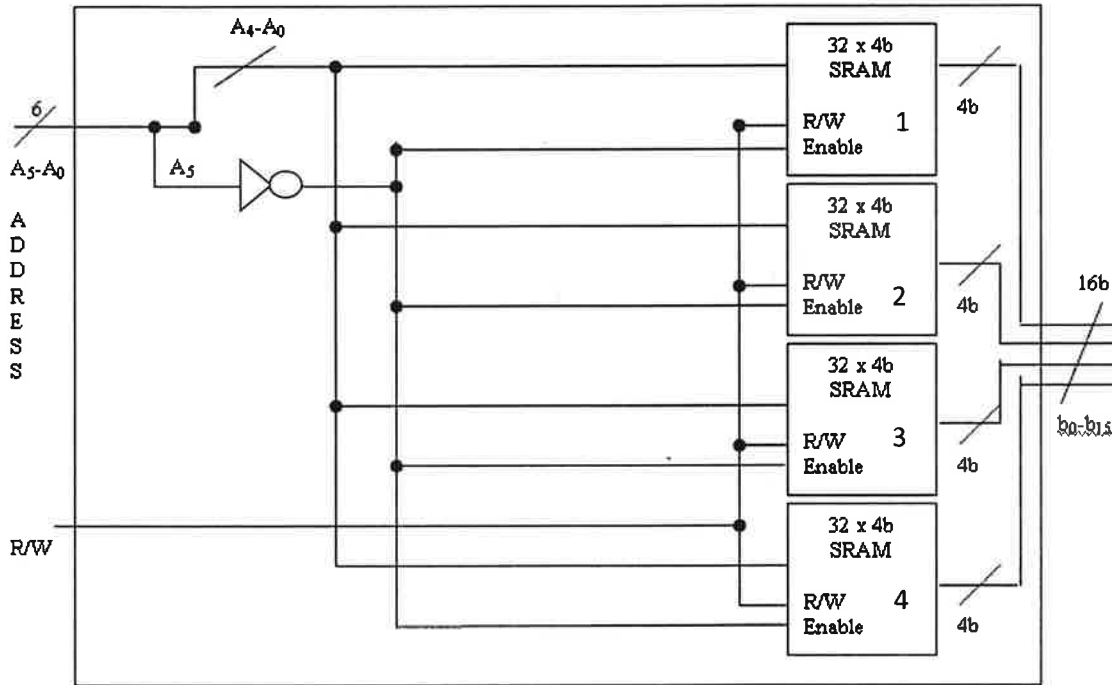 A₄-A₀
6
A₅-A₀
A₅
A
D
D
R
E
S
S
R/W
32 x 4b
SRAM
R/W 1
Enable
4b
32 x 4b
SRAM
R/W
Enable 2
4b
32 x 4b
SRAM
R/W 3
Enable
4b
32 x 4b
SRAM
R/W 4
Enable
4b
16b
b₀-b₁₅